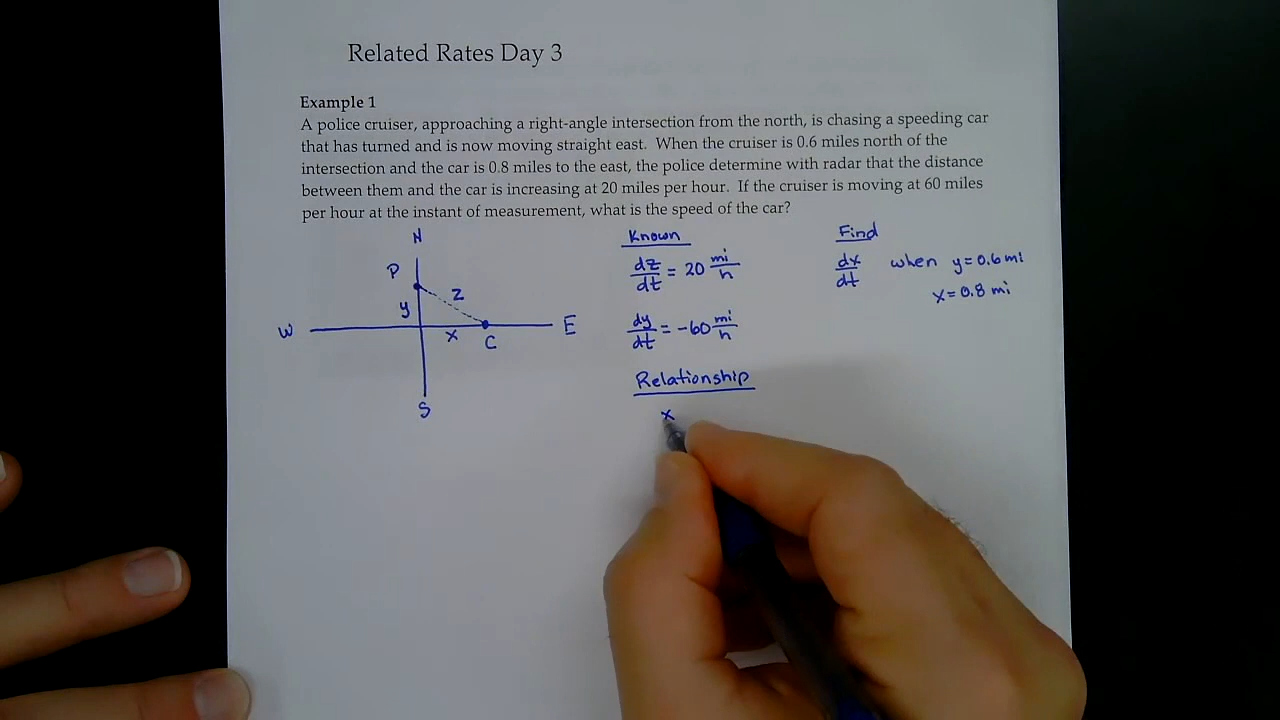 Related Rates Day 3
Example 1
A police cruiser, approaching a right-angle intersection from the north, is chasing a speeding car
that has turned and is now moving straight east. When the cruiser is 0.6 miles north of the
intersection and the car is 0.8 miles to the east, the police determine with radar that the distance
between them and the car is increasing at 20 miles per hour. If the cruiser is moving at 60 miles
per hour at the instant of measurement, what is the speed of the car?
N
P
z
y
W
x
C
E
S
Known
dz/dt = 20 mi/h
dy/dt = -60 mi/h
Relationship
x
Find
dx/dt when y=0.6 mi
x=0.8 mi